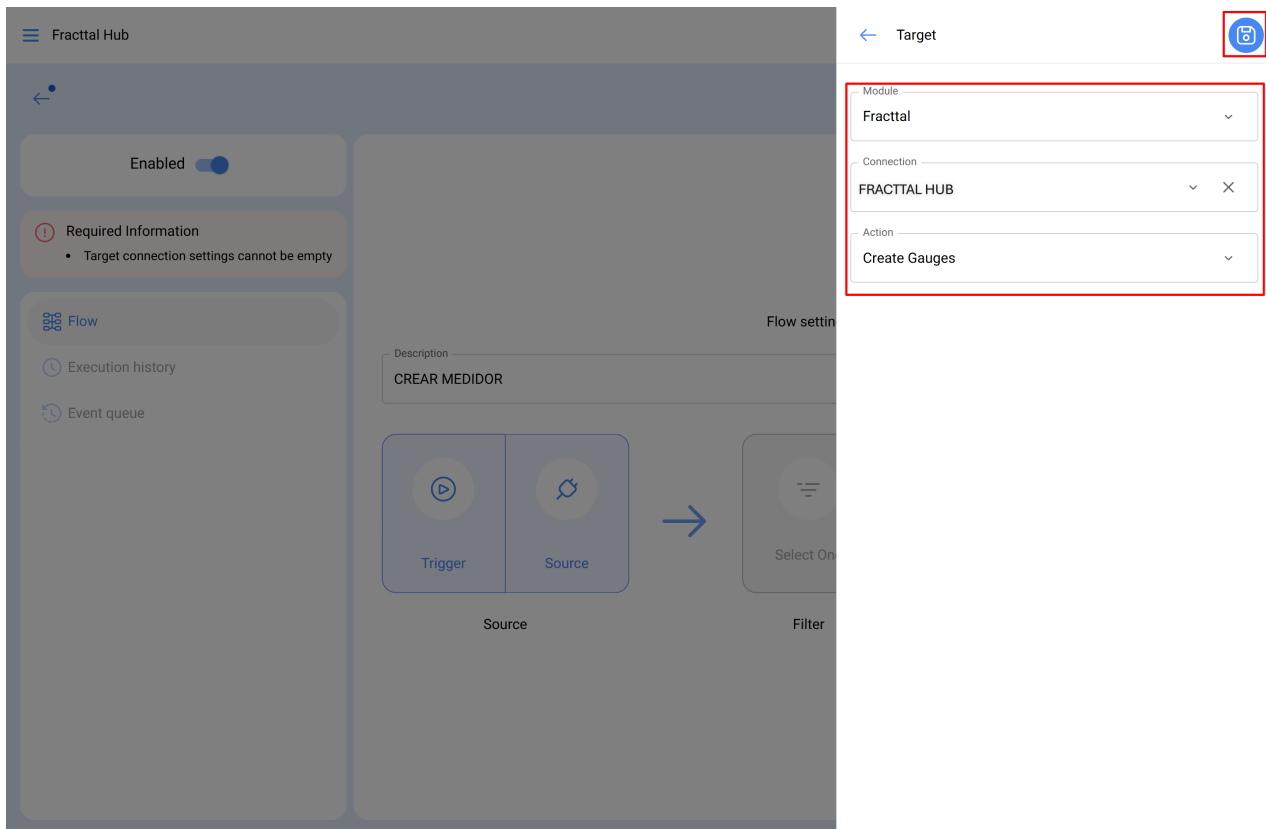 Fracttal Hub
Enabled
Required Information
Target connection settings cannot be empty
Flow
Execution history
Event queue
Flow settin
Description
CREAR MEDIDOR
Trigger
Source
Select On
Source
Filter
Target
Module
Fracttal
Connection
FRACTTAL HUB
Action
Create Gauges